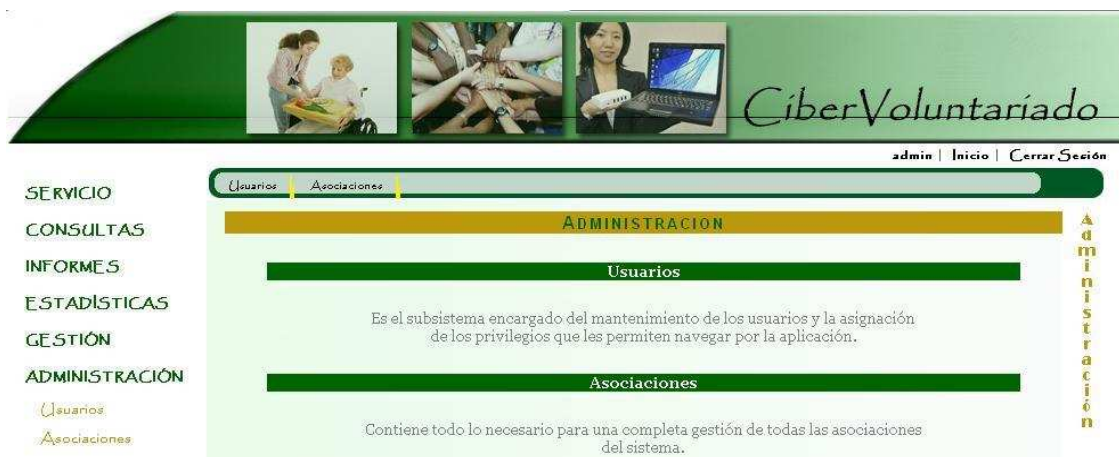 CiberVoluntariado
admin | Inicio | Cerrar Sesión
SERVICIO
CONSULTAS
INFORMES
ESTADÍSTICAS
GESTIÓN
ADMINISTRACIÓN
Usuarios
Asociaciones
Usuarios Asociaciones
ADMINISTRACION
Usuarios
Es el subsistema encargado del mantenimiento de los usuarios y la asignación
de los privilegios que les permiten navegar por la aplicación.
Asociaciones
Contiene todo lo necesario para una completa gestión de todas las asociaciones
del sistema.
Administración